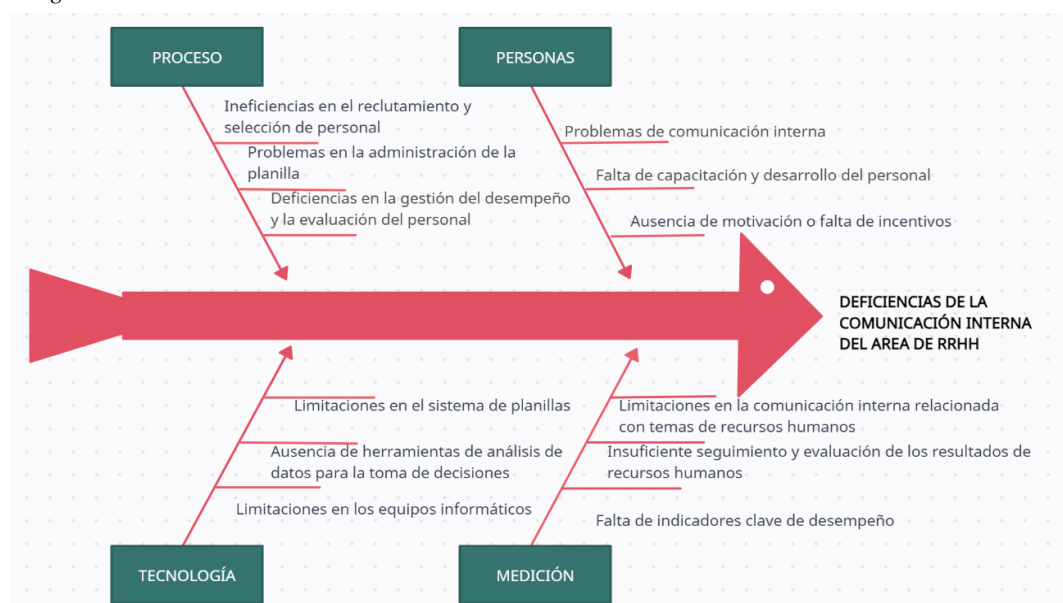 PROCESO
Ineficiencias en el reclutamiento y
selección de personal
Problemas en la administración de la
planilla
Deficiencias en la gestión del desempeño
y la evaluación del personal
PERSONAS
Problemas de comunicación interna
Falta de capacitación y desarrollo del personal
Ausencia de motivación o falta de incentivos
DEFICIENCIAS DE LA
COMUNICACIÓN INTERNA
DEL AREA DE RRHH
Limitaciones en el sistema de planillas
Ausencia de herramientas de análisis de
datos para la toma de decisiones
Limitaciones en los equipos informáticos
TECNOLOGÍA
Limitaciones en la comunicación interna relacionada
con temas de recursos humanos
Insuficiente seguimiento y evaluación de los resultados de
recursos humanos
Falta de indicadores clave de desempeño
MEDICIÓN